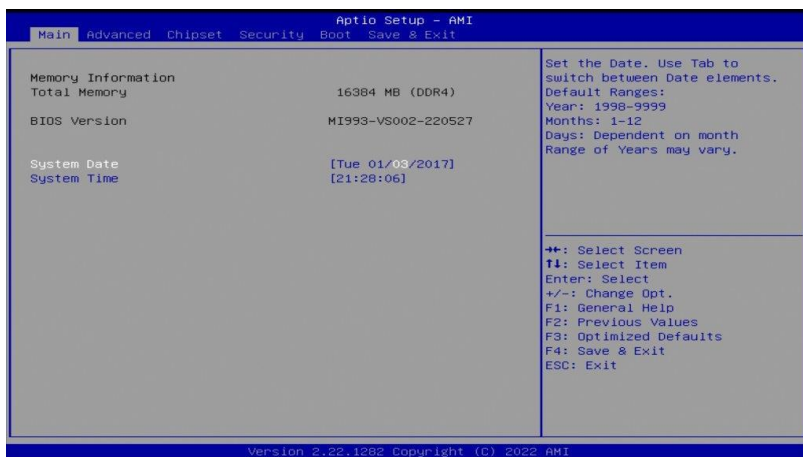 Aptio Setup – AMI
Main Advanced Chipset Security Boot Save & Exit
Memory Information
Total Memory 16384 MB (DDR4)
BIOS Version MI993-VS002-220527
System Date [Tue 01/03/2017]
System Time [21:28:06]
Set the Date. Use Tab to
switch between Date elements.
Default Ranges:
Year: 1998-9999
Months: 1-12
Days: Dependent on month
Range of Years may vary.
→←: Select Screen
↑↓: Select Item
Enter: Select
+/-: Change Opt.
F1: General Help
F2: Previous Values
F3: Optimized Defaults
F4: Save & Exit
ESC: Exit
Version 2.22.1282 Copyright (C) 2022 AMI